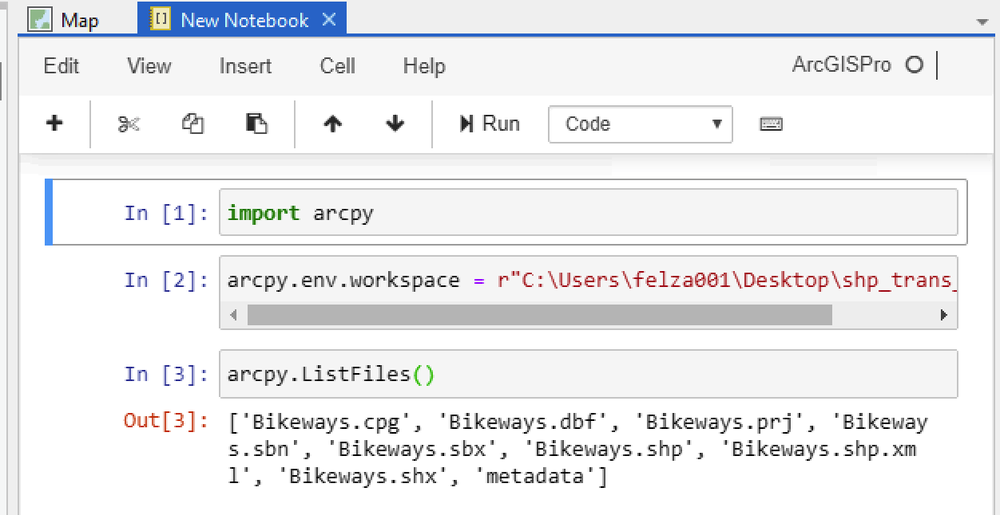 Map
New Notebook
Edit View Insert Cell Help ArcGISPro
Run Code
In [1]: import arcpy
In [2]: arcpy.env.workspace = r"C:\Users\felza001\Desktop\shp_trans_
In [3]: arcpy.ListFiles()
Out[3]: ['Bikeways.cpg', 'Bikeways.dbf', 'Bikeways.prj', 'Bikeway
s.sbn', 'Bikeways.sbx', 'Bikeways.shp', 'Bikeways.shp.xm
l', 'Bikeways.shx', 'metadata']